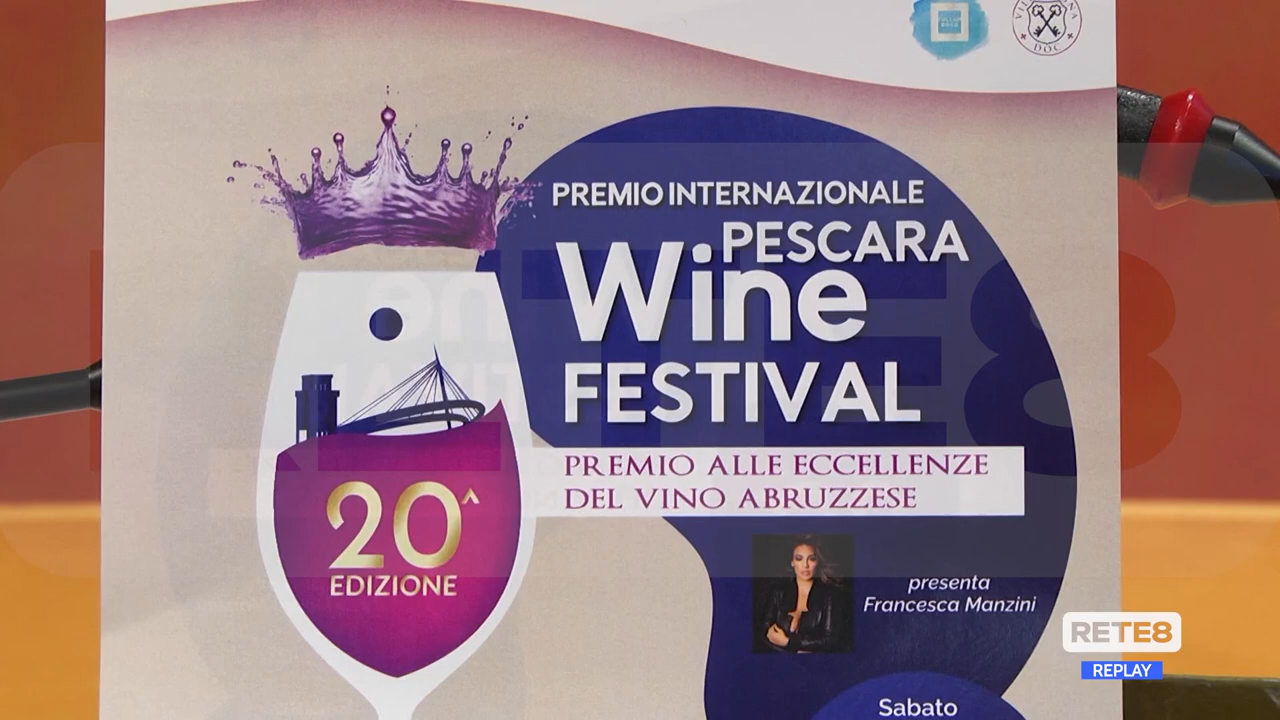 DOC
PREMIO INTERNAZIONALE
PESCARA
Wine
FESTIVAL
PREMIO ALLE ECCELLENZE
DEL VINO ABRUZZESE
20^
EDIZIONE
presenta
Francesca Manzini
Sabato
RETE8
REPLAY